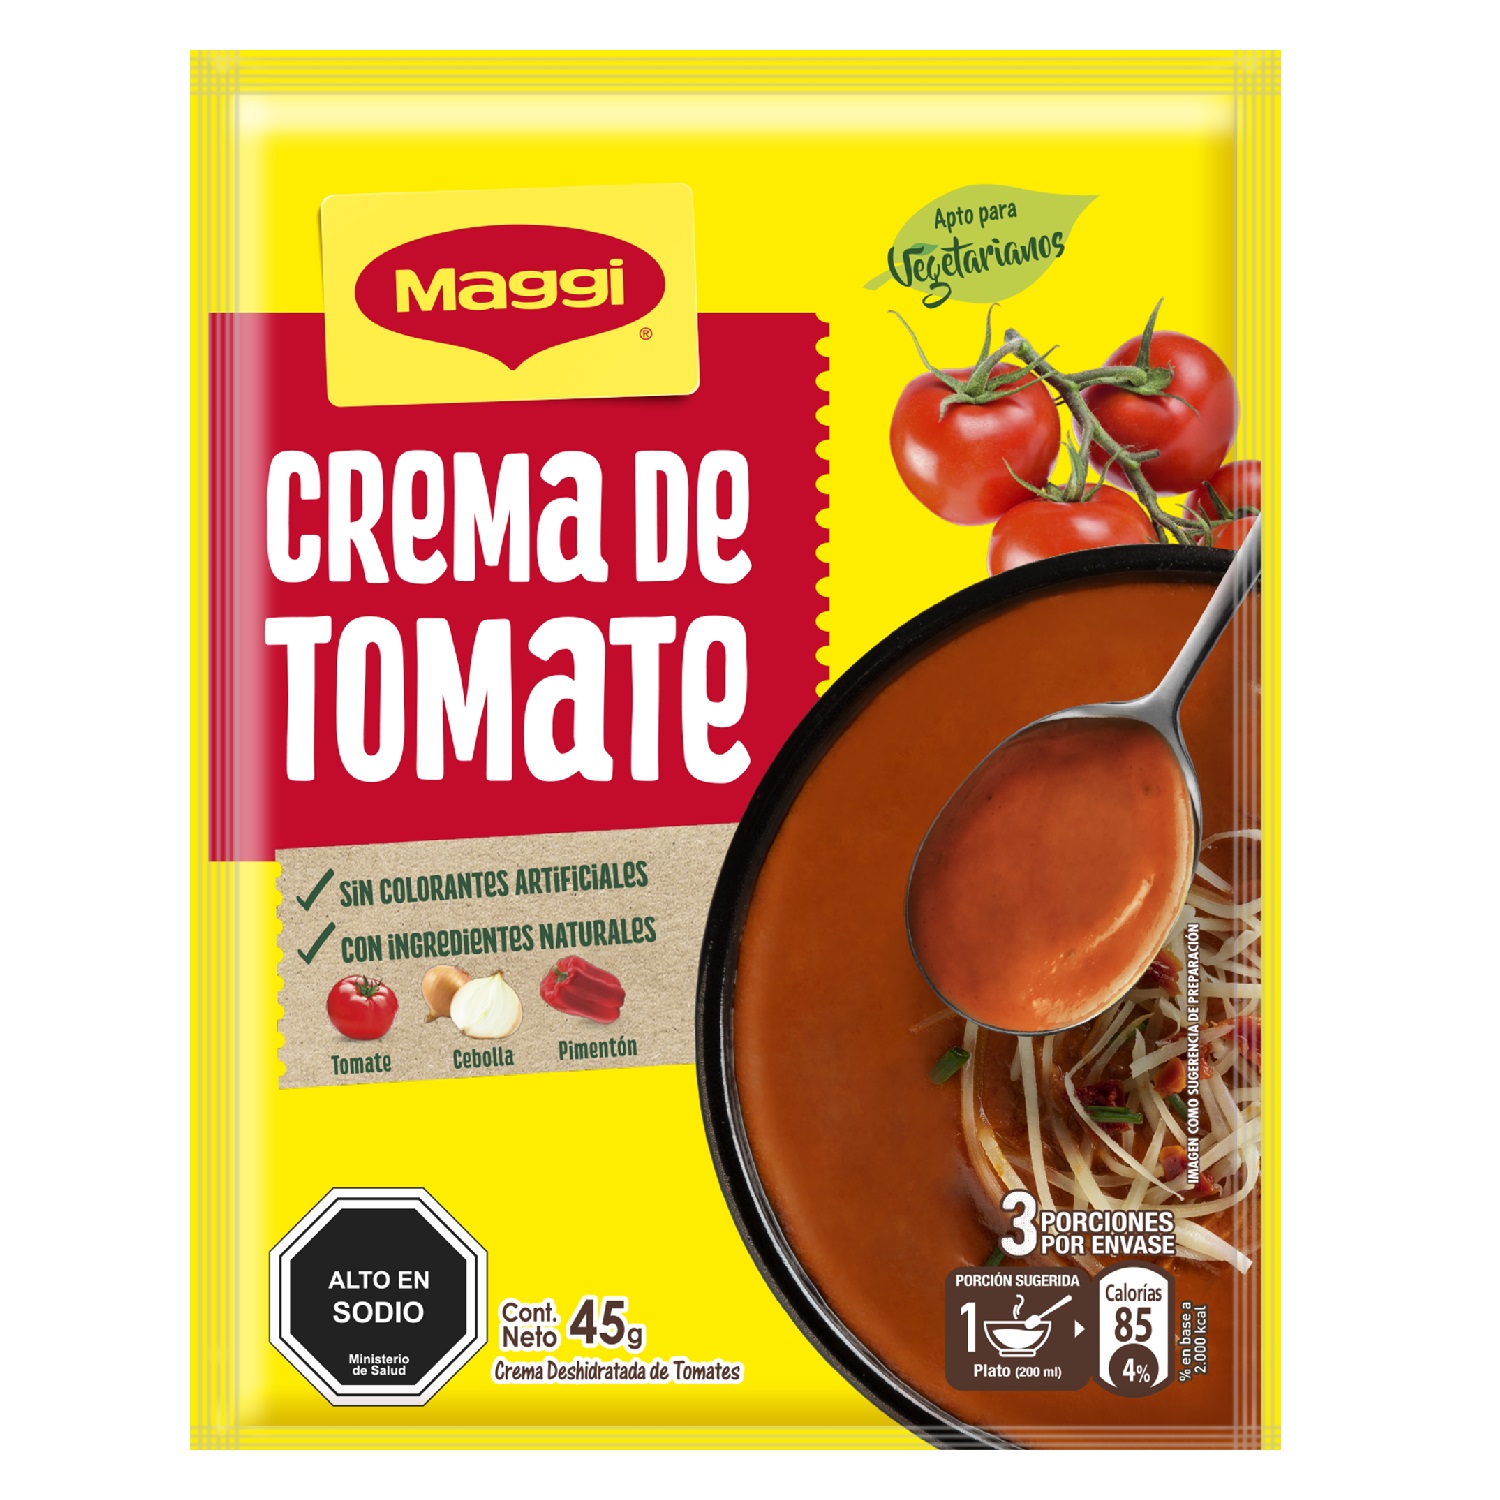 Maggi
®
Apto para
Vegetarianos
CREMA DE
TOMATE
SIN COLORANTES ARTIFICIALES
CON INGREDIENTES NATURALES
Tomate
Cebolla
Pimentón
IMAGEN COMO SUGERENCIA DE PREPARACIÓN
3 PORCIONES
POR ENVASE
PORCIÓN SUGERIDA
1
Plato (200 ml)
Calorías
85
4%
% en base a
2.000 kcal
ALTO EN
SODIO
Ministerio
de Salud
Cont.
Neto 45g
Crema Deshidratada de Tomates